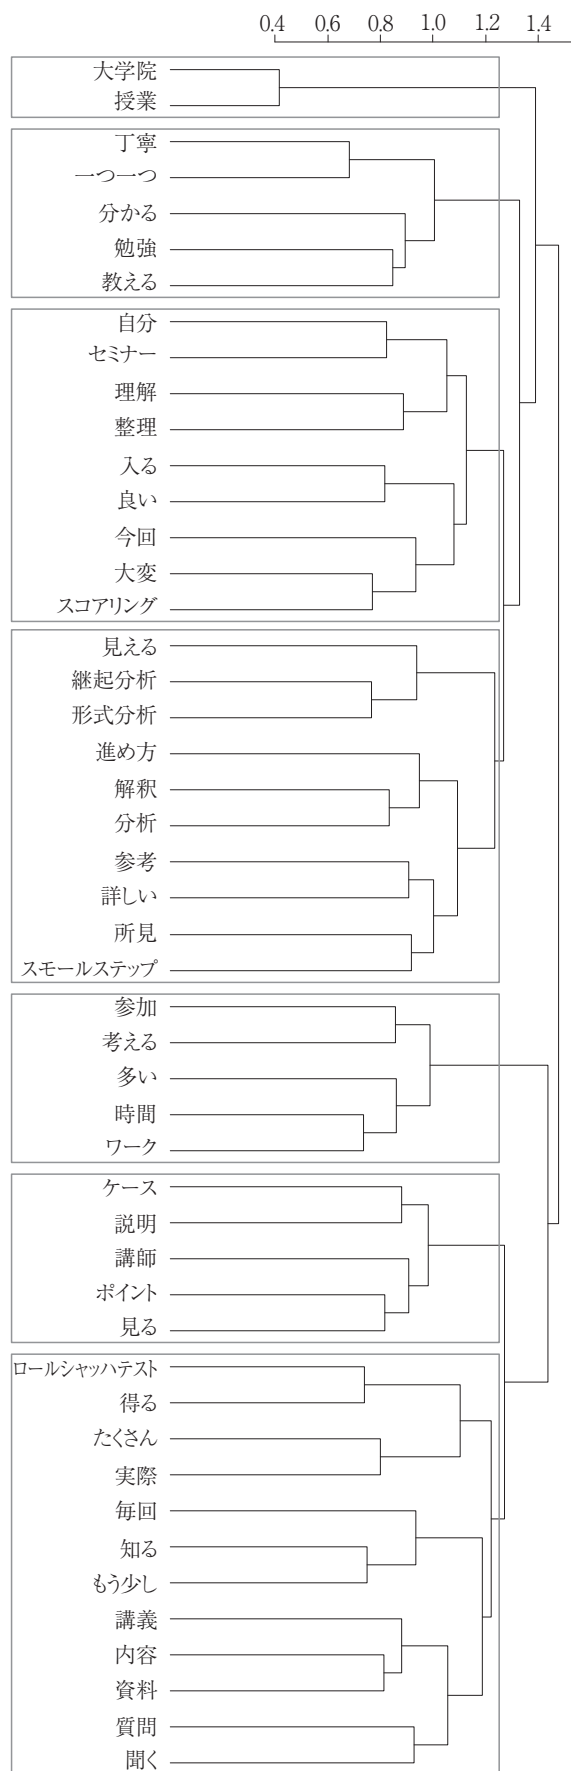 0.4 0.6 0.8 1.0 1.2 1.4
大学院
授業
丁寧
一つ一つ
分かる
勉強
教える
自分
セミナー
理解
整理
入る
良い
今回
大変
スコアリング
見える
継起分析
形式分析
進め方
解釈
分析
参考
詳しい
所見
スモールステップ
参加
考える
多い
時間
ワーク
ケース
説明
講師
ポイント
見る
ロールシャッハテスト
得る
たくさん
実際
毎回
知る
もう少し
講義
内容
資料
質問
聞く